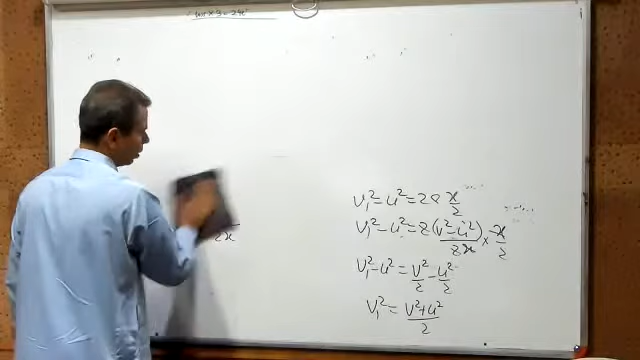 2x
V₁² - u² = 2a x/2
V₁² - u² = 2(v² - u²)/2x × x/2
V₁² - u² = v²/2 - u²/2
V₁² = (v² + u²)/2